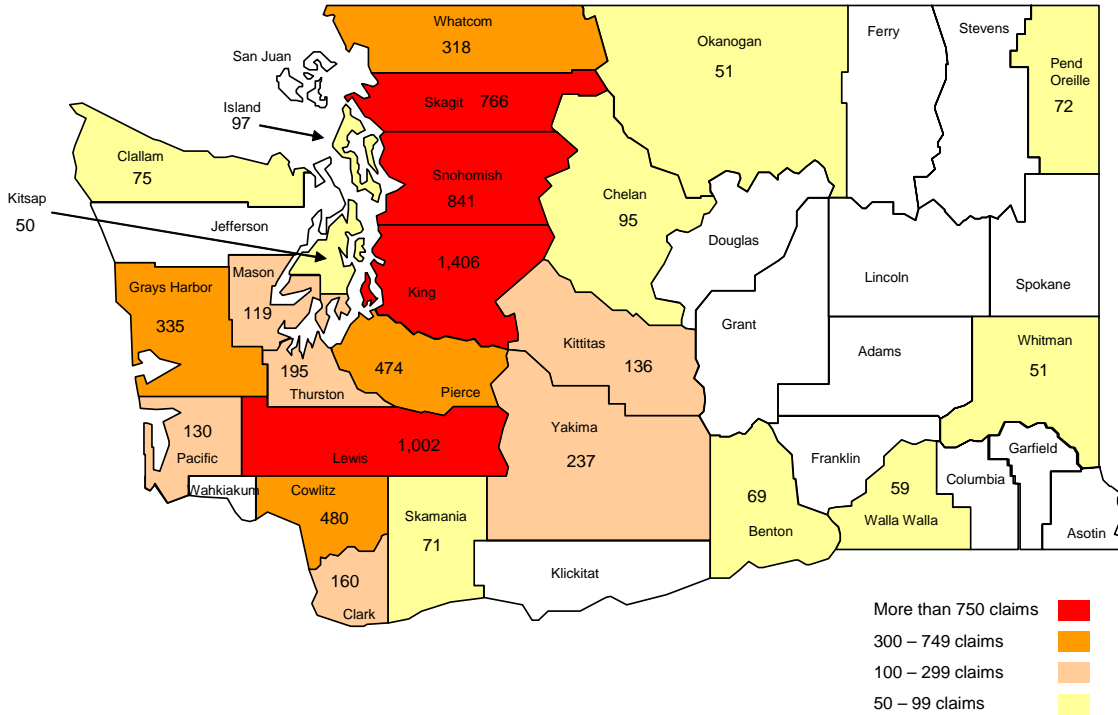 Whatcom
318
San Juan
Okanogan
51
Ferry
Stevens
Pend
Oreille
72
Skagit 766
Island
97
Clallam
75
Snohomish
841
Kitsap
50
Chelan
95
Jefferson
Douglas
1,406
King
Mason
119
Grays Harbor
335
Lincoln
Spokane
Grant
Kittitas
136
Adams
Whitman
51
195
Thurston
474
Pierce
130
Pacific
1,002
Lewis
Yakima
237
Franklin
Garfield
Columbia
Wahkiakum
Cowlitz
480
Skamania
71
69
Benton
59
Walla Walla
Asotin
Klickitat
160
Clark
More than 750 claims
300 – 749 claims
100 – 299 claims
50 – 99 claims